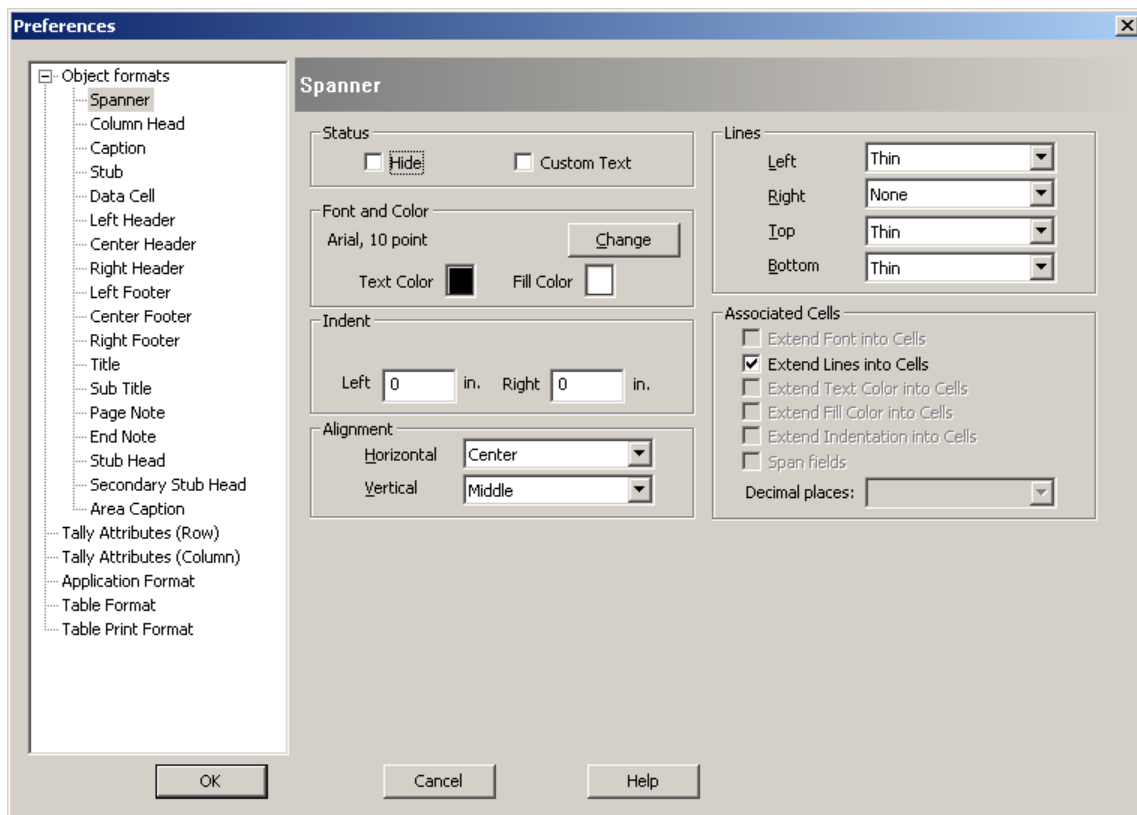 Preferences
Object formats
Spanner
Column Head
Caption
Stub
Data Cell
Left Header
Center Header
Right Header
Left Footer
Center Footer
Right Footer
Title
Sub Title
Page Note
End Note
Stub Head
Secondary Stub Head
Area Caption
Tally Attributes (Row)
Tally Attributes (Column)
Application Format
Table Format
Table Print Format
Spanner
Status
Hide Custom Text
Font and Color
Arial, 10 point Change
Text Color Fill Color
Indent
Left 0 in. Right 0 in.
Alignment
Horizontal Center
Vertical Middle
Lines
Left Thin
Right None
Top Thin
Bottom Thin
Associated Cells
Extend Font into Cells
Extend Lines into Cells
Extend Text Color into Cells
Extend Fill Color into Cells
Extend Indentation into Cells
Span fields
Decimal places:
OK Cancel Help